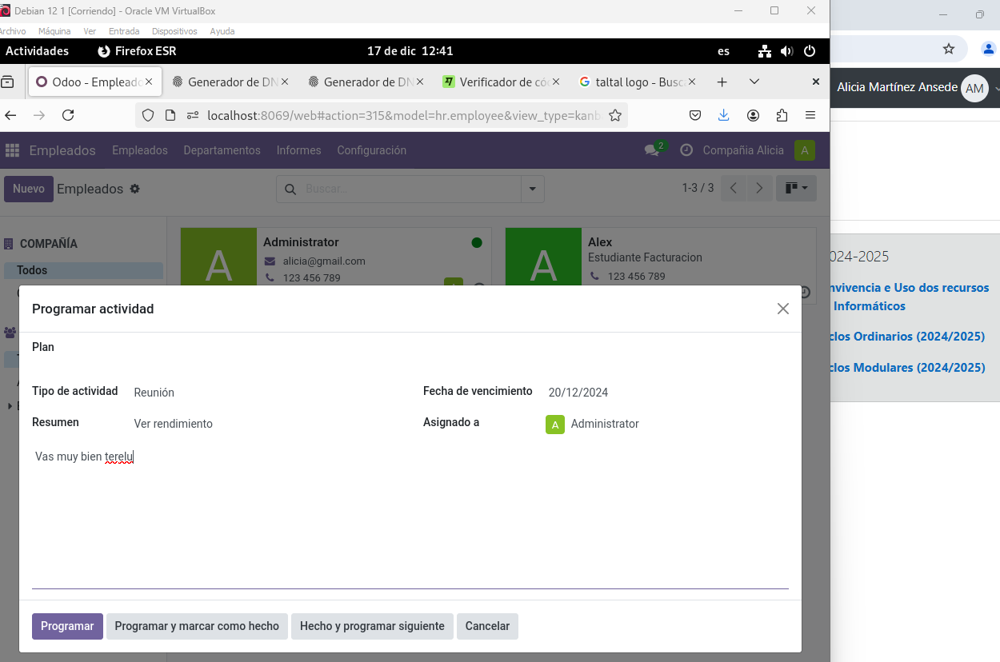 Debian 12 1 [Corriendo] - Oracle VM VirtualBox
Archivo Máquina Ver Entrada Dispositivos Ayuda
Actividades Firefox ESR 17 de dic 12:41 es
Odoo - Empleado Generador de DN Generador de DN Verificador de có taltal logo - Busc
localhost:8069/web#action=315&model=hr.employee&view_type=kanb
Alicia Martínez Ansede AM
Empleados Empleados Departamentos Informes Configuración 2 Compañia Alicia A
Nuevo Empleados Buscar... 1-3 / 3
COMPAÑÍA
Todos
A
Administrator
alicia@gmail.com
123 456 789
A
Alex
Estudiante Facturacion
123 456 789
024-2025
nvivencia e Uso dos recursos
Informáticos
clos Ordinarios (2024/2025)
clos Modulares (2024/2025)
Programar actividad
Plan
Tipo de actividad Reunión Fecha de vencimiento 20/12/2024
Resumen Ver rendimiento Asignado a A Administrator
Vas muy bien terelu
Programar Programar y marcar como hecho Hecho y programar siguiente Cancelar